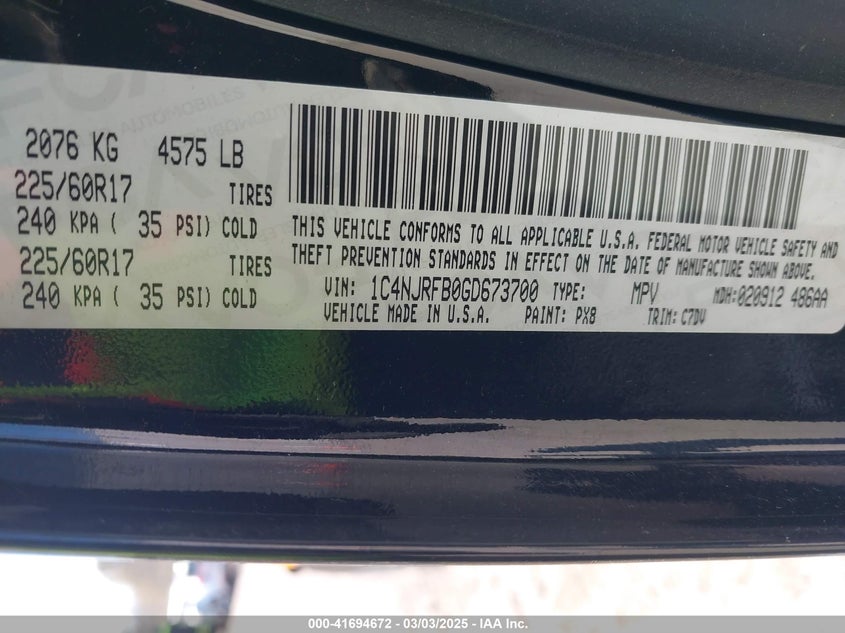 2076 KG 4575 LB
225/60R17 TIRES
240 KPA ( 35 PSI) COLD
225/60R17 TIRES
240 KPA ( 35 PSI) COLD
THIS VEHICLE CONFORMS TO ALL APPLICABLE U.S.A. FEDERAL MOTOR VEHICLE SAFETY AND
THEFT PREVENTION STANDARDS IN EFFECT ON THE DATE OF MANUFACTURE SHOWN ABOVE.
VIN: 1C4NJRFB0GD673700 TYPE: MPV MDH:020912 486AA
VEHICLE MADE IN U.S.A. PAINT: PX8 TRIM: C7DV
000-41694672 — 03/03/2025 — IAA Inc.